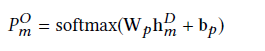 P_m^O = softmax(W_p h_m^D + b_p)